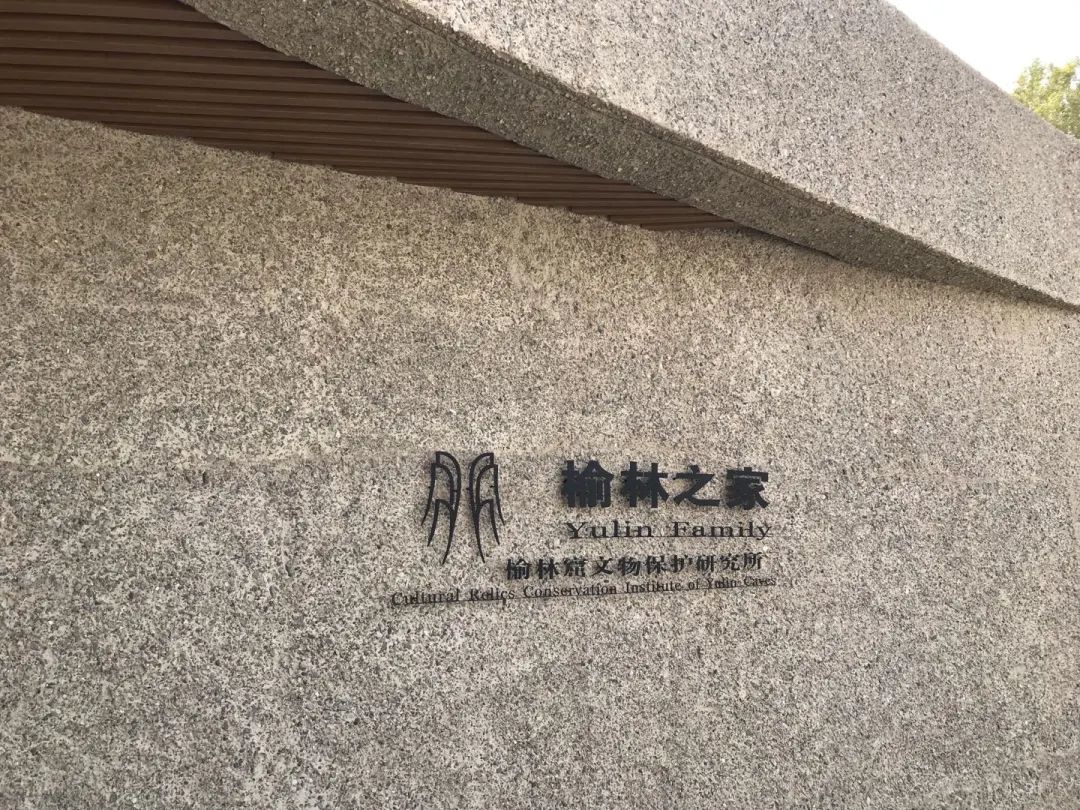 榆林之家
Yulin Family
榆林窟文物保护研究所
Cultural Relics Conservation Institute of Yulin Caves